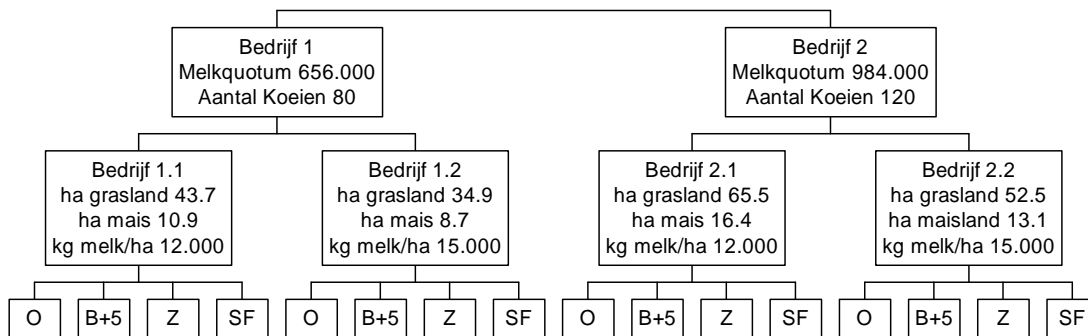 Bedrijf 1
Melkquotum 656.000
Aantal Koeien 80
Bedrijf 2
Melkquotum 984.000
Aantal Koeien 120
Bedrijf 1.1
ha grasland 43.7
ha mais 10.9
kg melk/ha 12.000
Bedrijf 1.2
ha grasland 34.9
ha mais 8.7
kg melk/ha 15.000
Bedrijf 2.1
ha grasland 65.5
ha mais 16.4
kg melk/ha 12.000
Bedrijf 2.2
ha grasland 52.5
ha maisland 13.1
kg melk/ha 15.000
O B+5 Z SF O B+5 Z SF O B+5 Z SF O B+5 Z SF